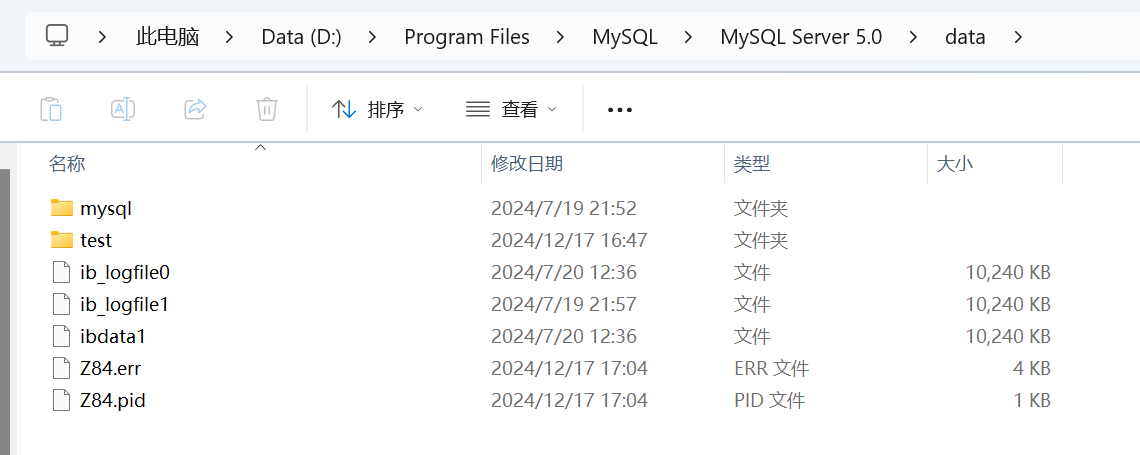 此电脑 Data (D:) Program Files MySQL MySQL Server 5.0 data
排序 查看
名称 修改日期 类型 大小
mysql 2024/7/19 21:52 文件夹
test 2024/12/17 16:47 文件夹
ib_logfile0 2024/7/20 12:36 文件 10,240 KB
ib_logfile1 2024/7/19 21:57 文件 10,240 KB
ibdata1 2024/7/20 12:36 文件 10,240 KB
Z84.err 2024/12/17 17:04 ERR 文件 4 KB
Z84.pid 2024/12/17 17:04 PID 文件 1 KB